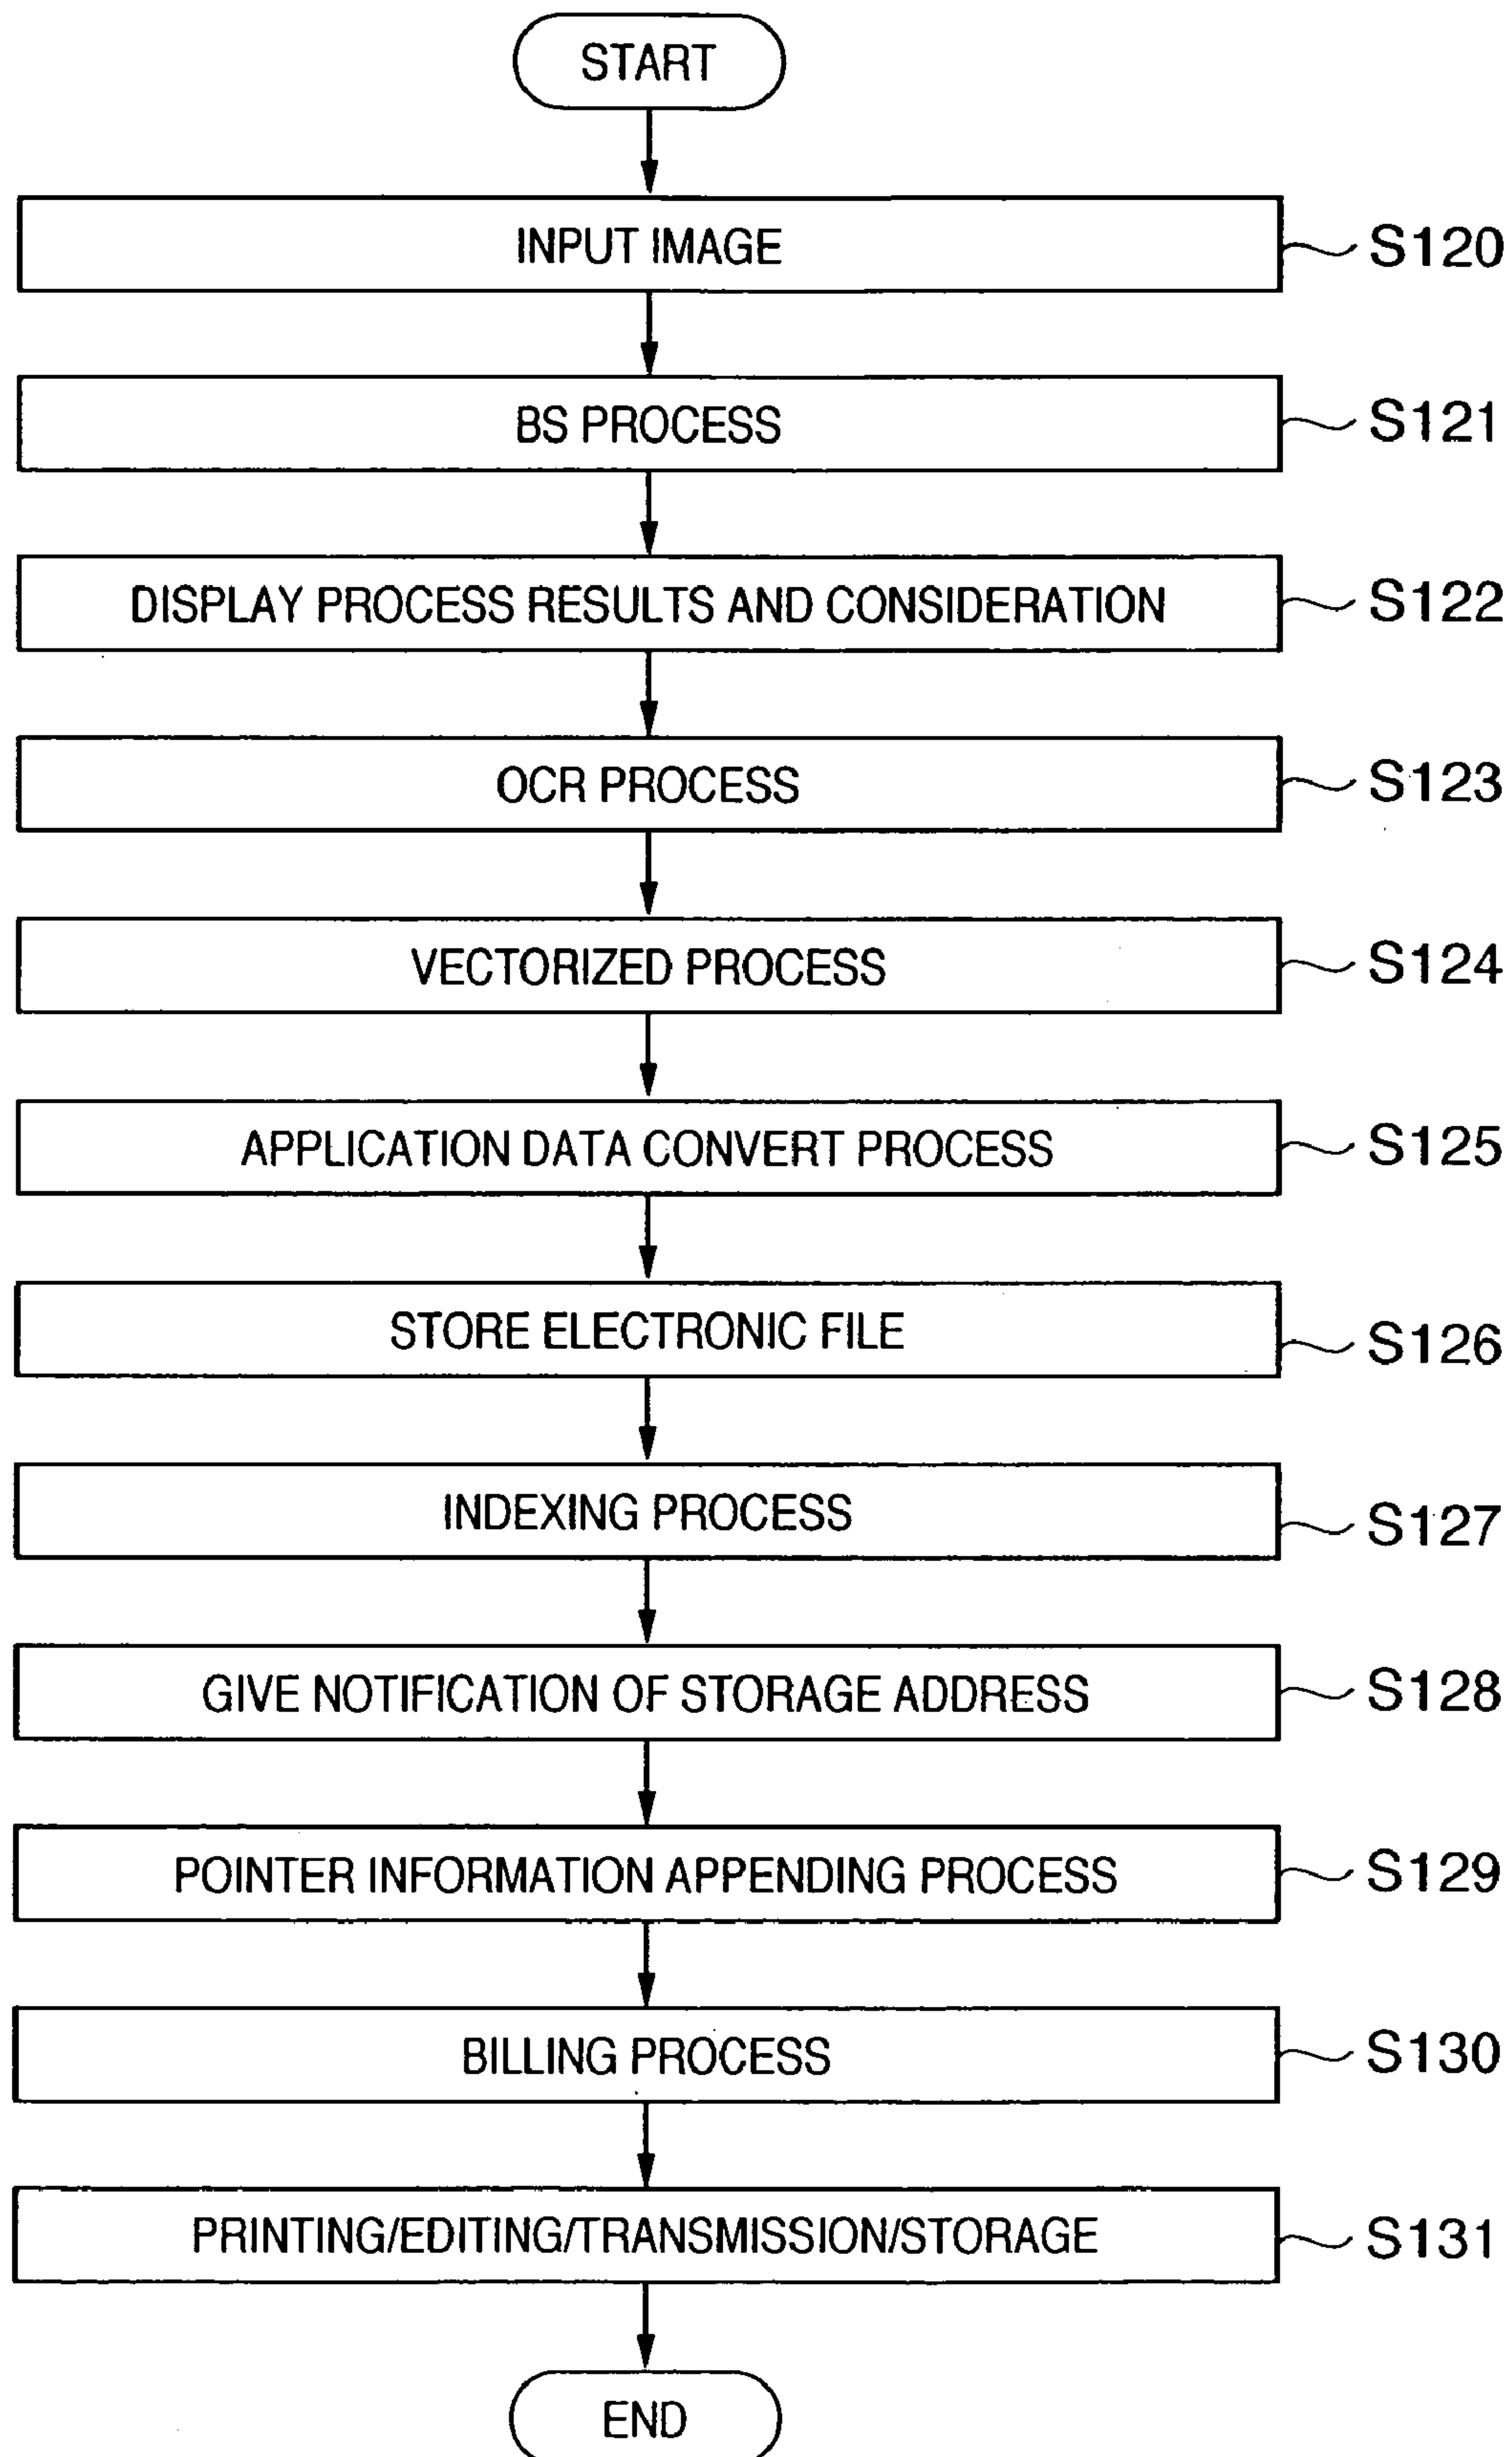 START
INPUT IMAGE S120
BS PROCESS S121
DISPLAY PROCESS RESULTS AND CONSIDERATION S122
OCR PROCESS S123
VECTORIZED PROCESS S124
APPLICATION DATA CONVERT PROCESS S125
STORE ELECTRONIC FILE S126
INDEXING PROCESS S127
GIVE NOTIFICATION OF STORAGE ADDRESS S128
POINTER INFORMATION APPENDING PROCESS S129
BILLING PROCESS S130
PRINTING/EDITING/TRANSMISSION/STORAGE S131
END